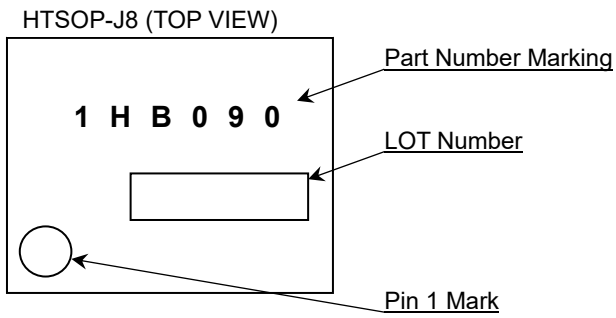 HTSOP-J8 (TOP VIEW)
Part Number Marking
1 H B 0 9 0
LOT Number
Pin 1 Mark